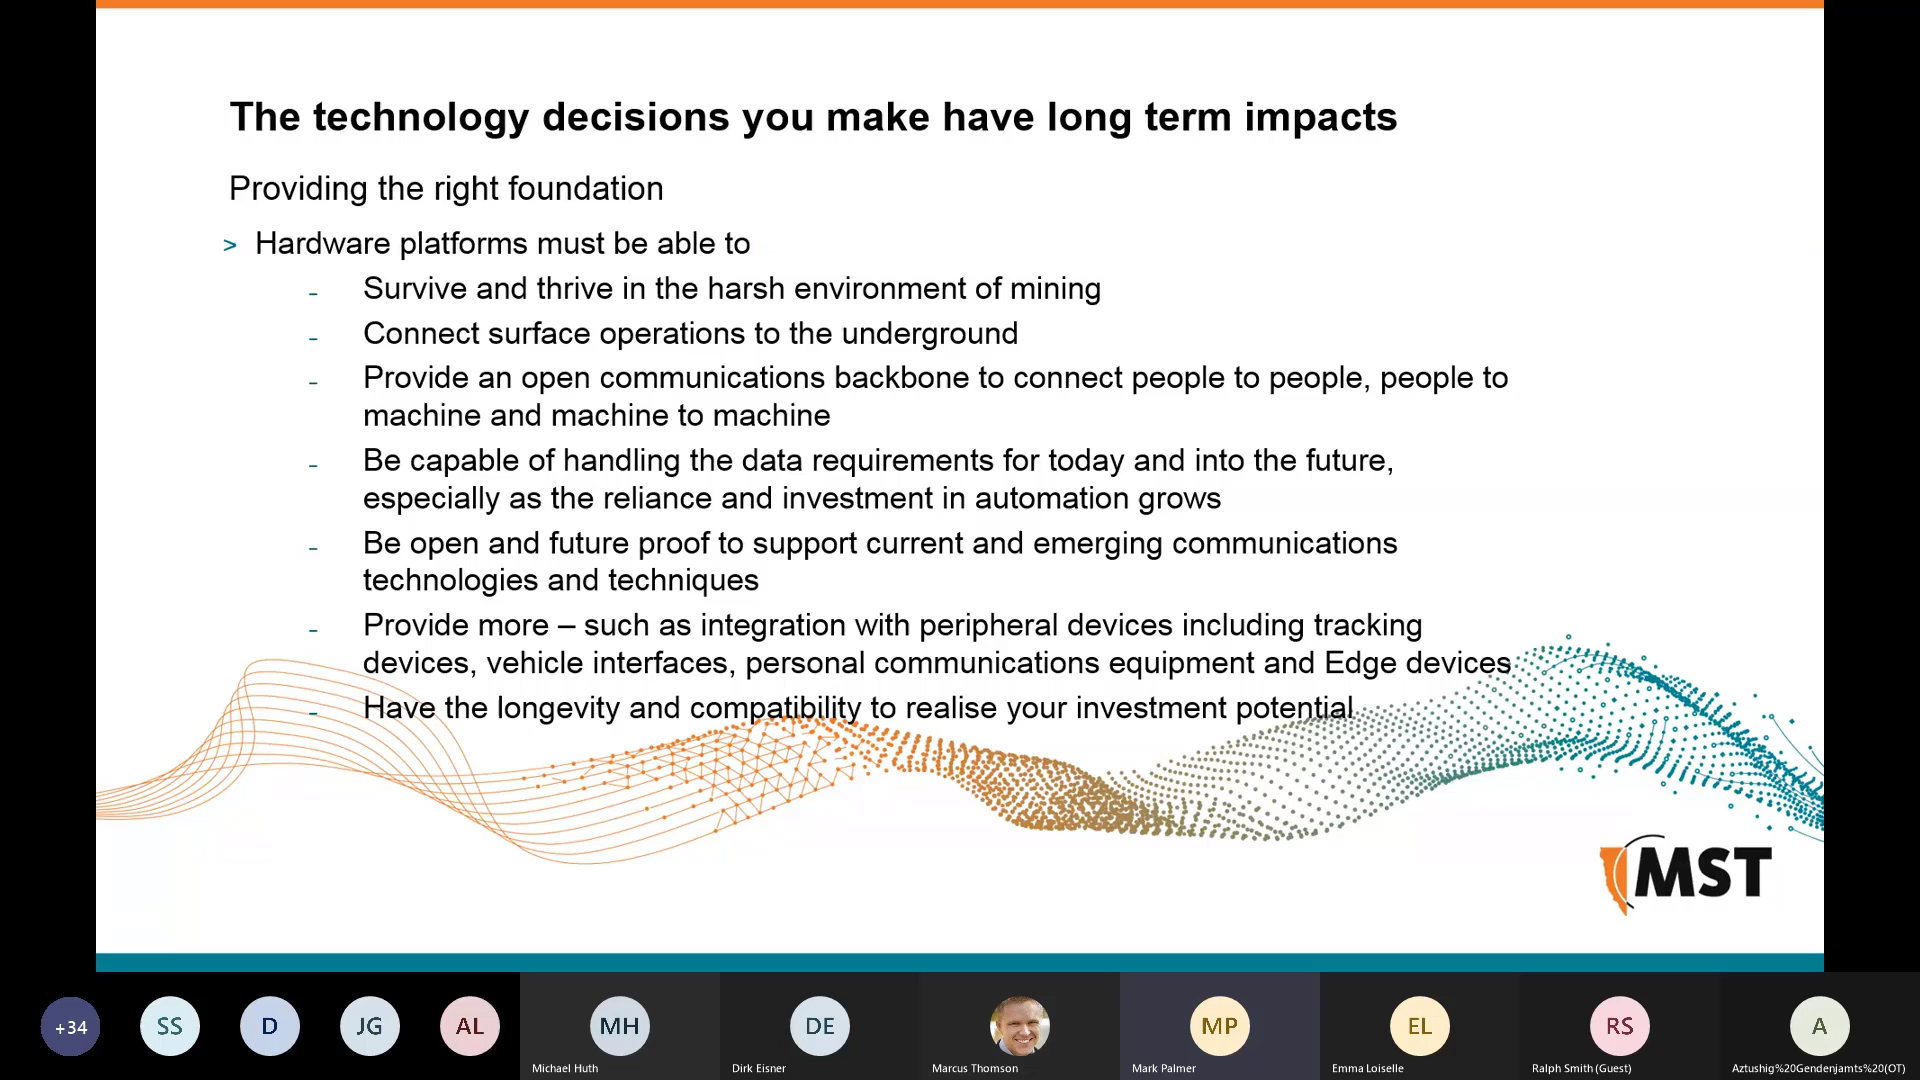 The technology decisions you make have long term impacts
Providing the right foundation
> Hardware platforms must be able to
- Survive and thrive in the harsh environment of mining
- Connect surface operations to the underground
- Provide an open communications backbone to connect people to people, people to
machine and machine to machine
- Be capable of handling the data requirements for today and into the future,
especially as the reliance and investment in automation grows
- Be open and future proof to support current and emerging communications
technologies and techniques
- Provide more – such as integration with peripheral devices including tracking
devices, vehicle interfaces, personal communications equipment and Edge devices
- Have the longevity and compatibility to realise your investment potential
MST
+34 SS D JG AL MH DE MP EL RS A
Michael Huth Dirk Eisner Marcus Thomson Mark Palmer Emma Loiselle Ralph Smith (Guest) Aztushig%20Gendenjamts%20(OT)